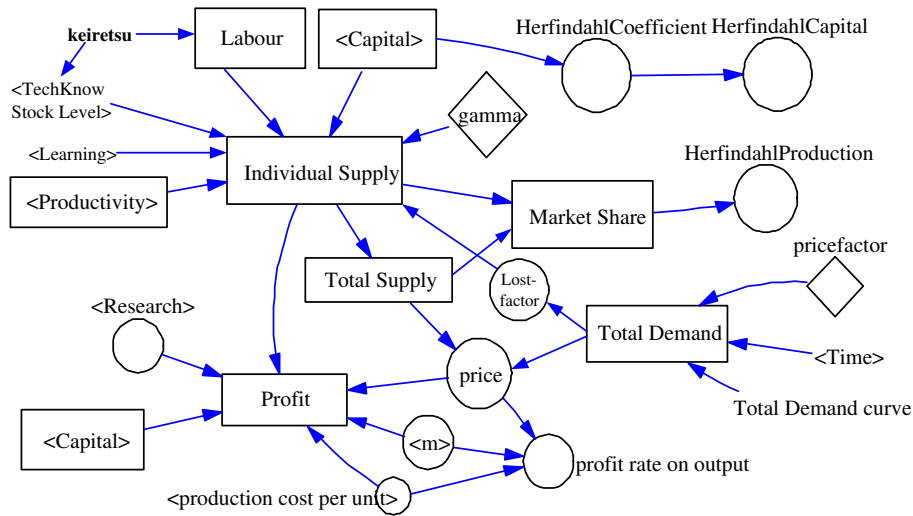 HerfindahlCoefficient HerfindahlCapital
keiretsu
Labour
<Capital>
<TechKnow
Stock Level>
gamma
<Learning>
HerfindahlProduction
Individual Supply
<Productivity>
Market Share
pricefactor
Total Supply
Lost-
factor
<Research>
Total Demand
<Time>
price
Profit
Total Demand curve
<Capital>
<m>
profit rate on output
<production cost per unit>